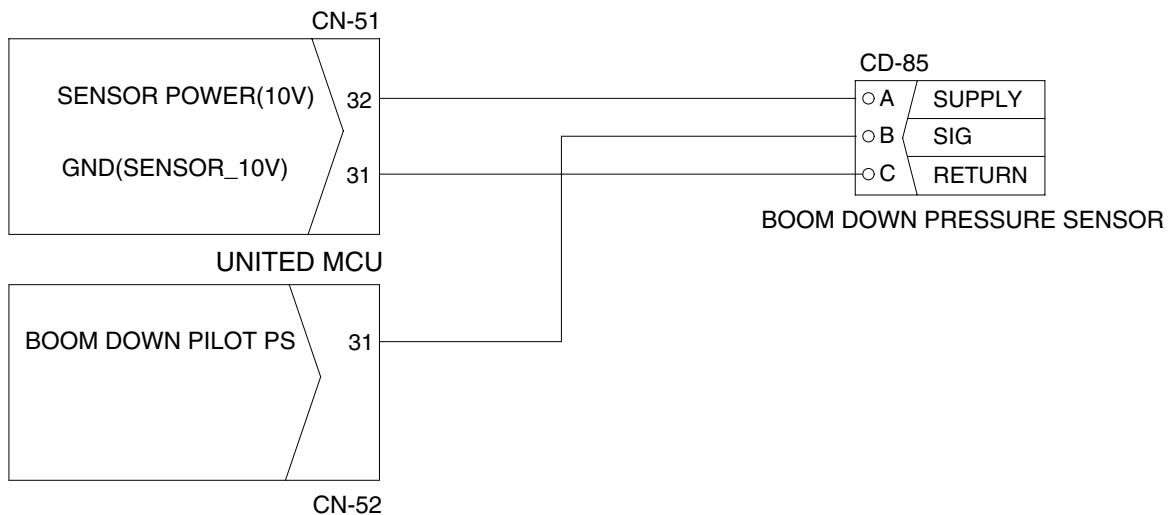 CN-51
SENSOR POWER(10V) 32
GND(SENSOR_10V) 31
UNITED MCU
BOOM DOWN PILOT PS 31
CN-52
CD-85
A SUPPLY
B SIG
C RETURN
BOOM DOWN PRESSURE SENSOR